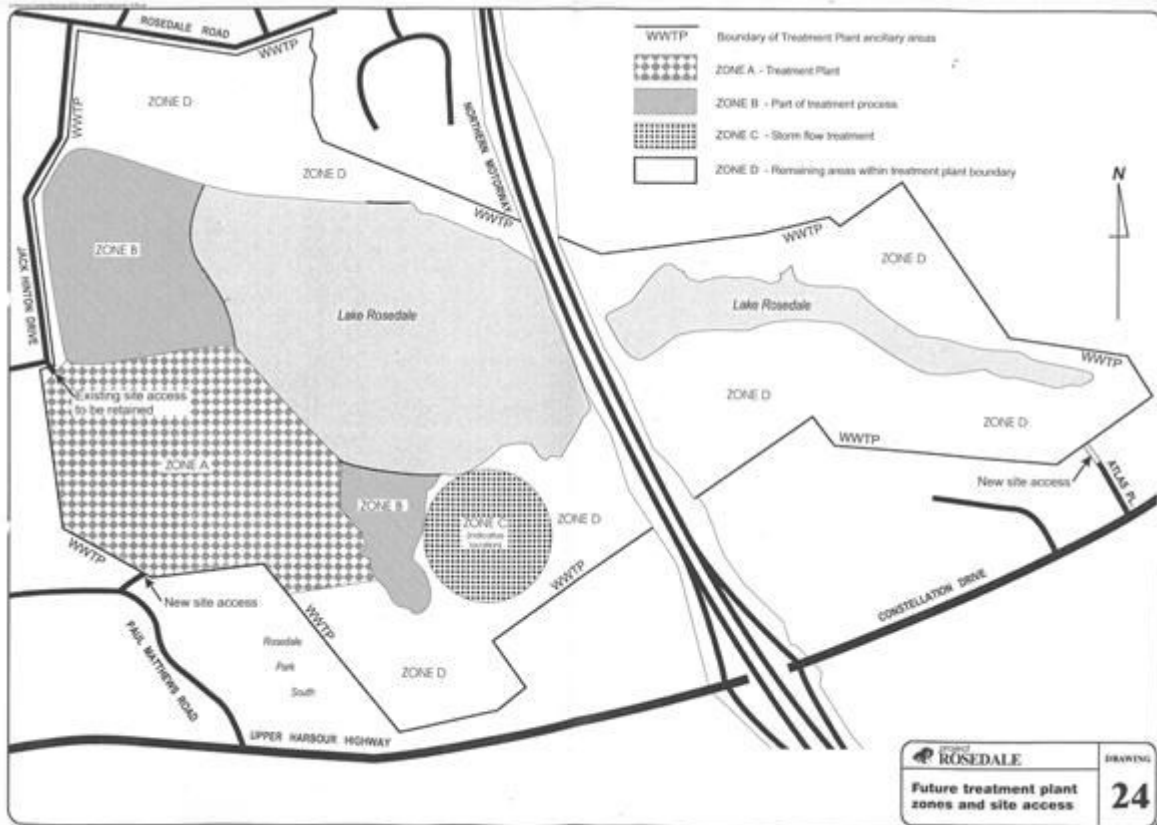 ROSEDALE ROAD
WWTP
WWTP
ZONE D
ZONE D
WWTP
NORTHERN MOTORWAY
WWTP Boundary of Treatment Plant ancillary areas
ZONE A - Treatment Plant
ZONE B - Part of treatment process
ZONE C - Storm flow treatment
ZONE D - Remaining areas within treatment plant boundary
N
WWTP
ZONE D
ZONE B
JACK HINTON DRIVE
Lake Rosedale
Lake Rosedale
WWTP
Existing site access
to be retained
ZONE D
ZONE D
WWTP
ZONE A
New site access
ATLAS PL
ZONE B
ZONE C
(indicative
location)
ZONE D
WWTP
WWTP
New site access
WWTP
CONSTELLATION DRIVE
PAUL MATTHEWS ROAD
Rosedale
Park
South
ZONE D
UPPER HARBOUR HIGHWAY
project
ROSEDALE
DRAWING
Future treatment plant
zones and site access
24